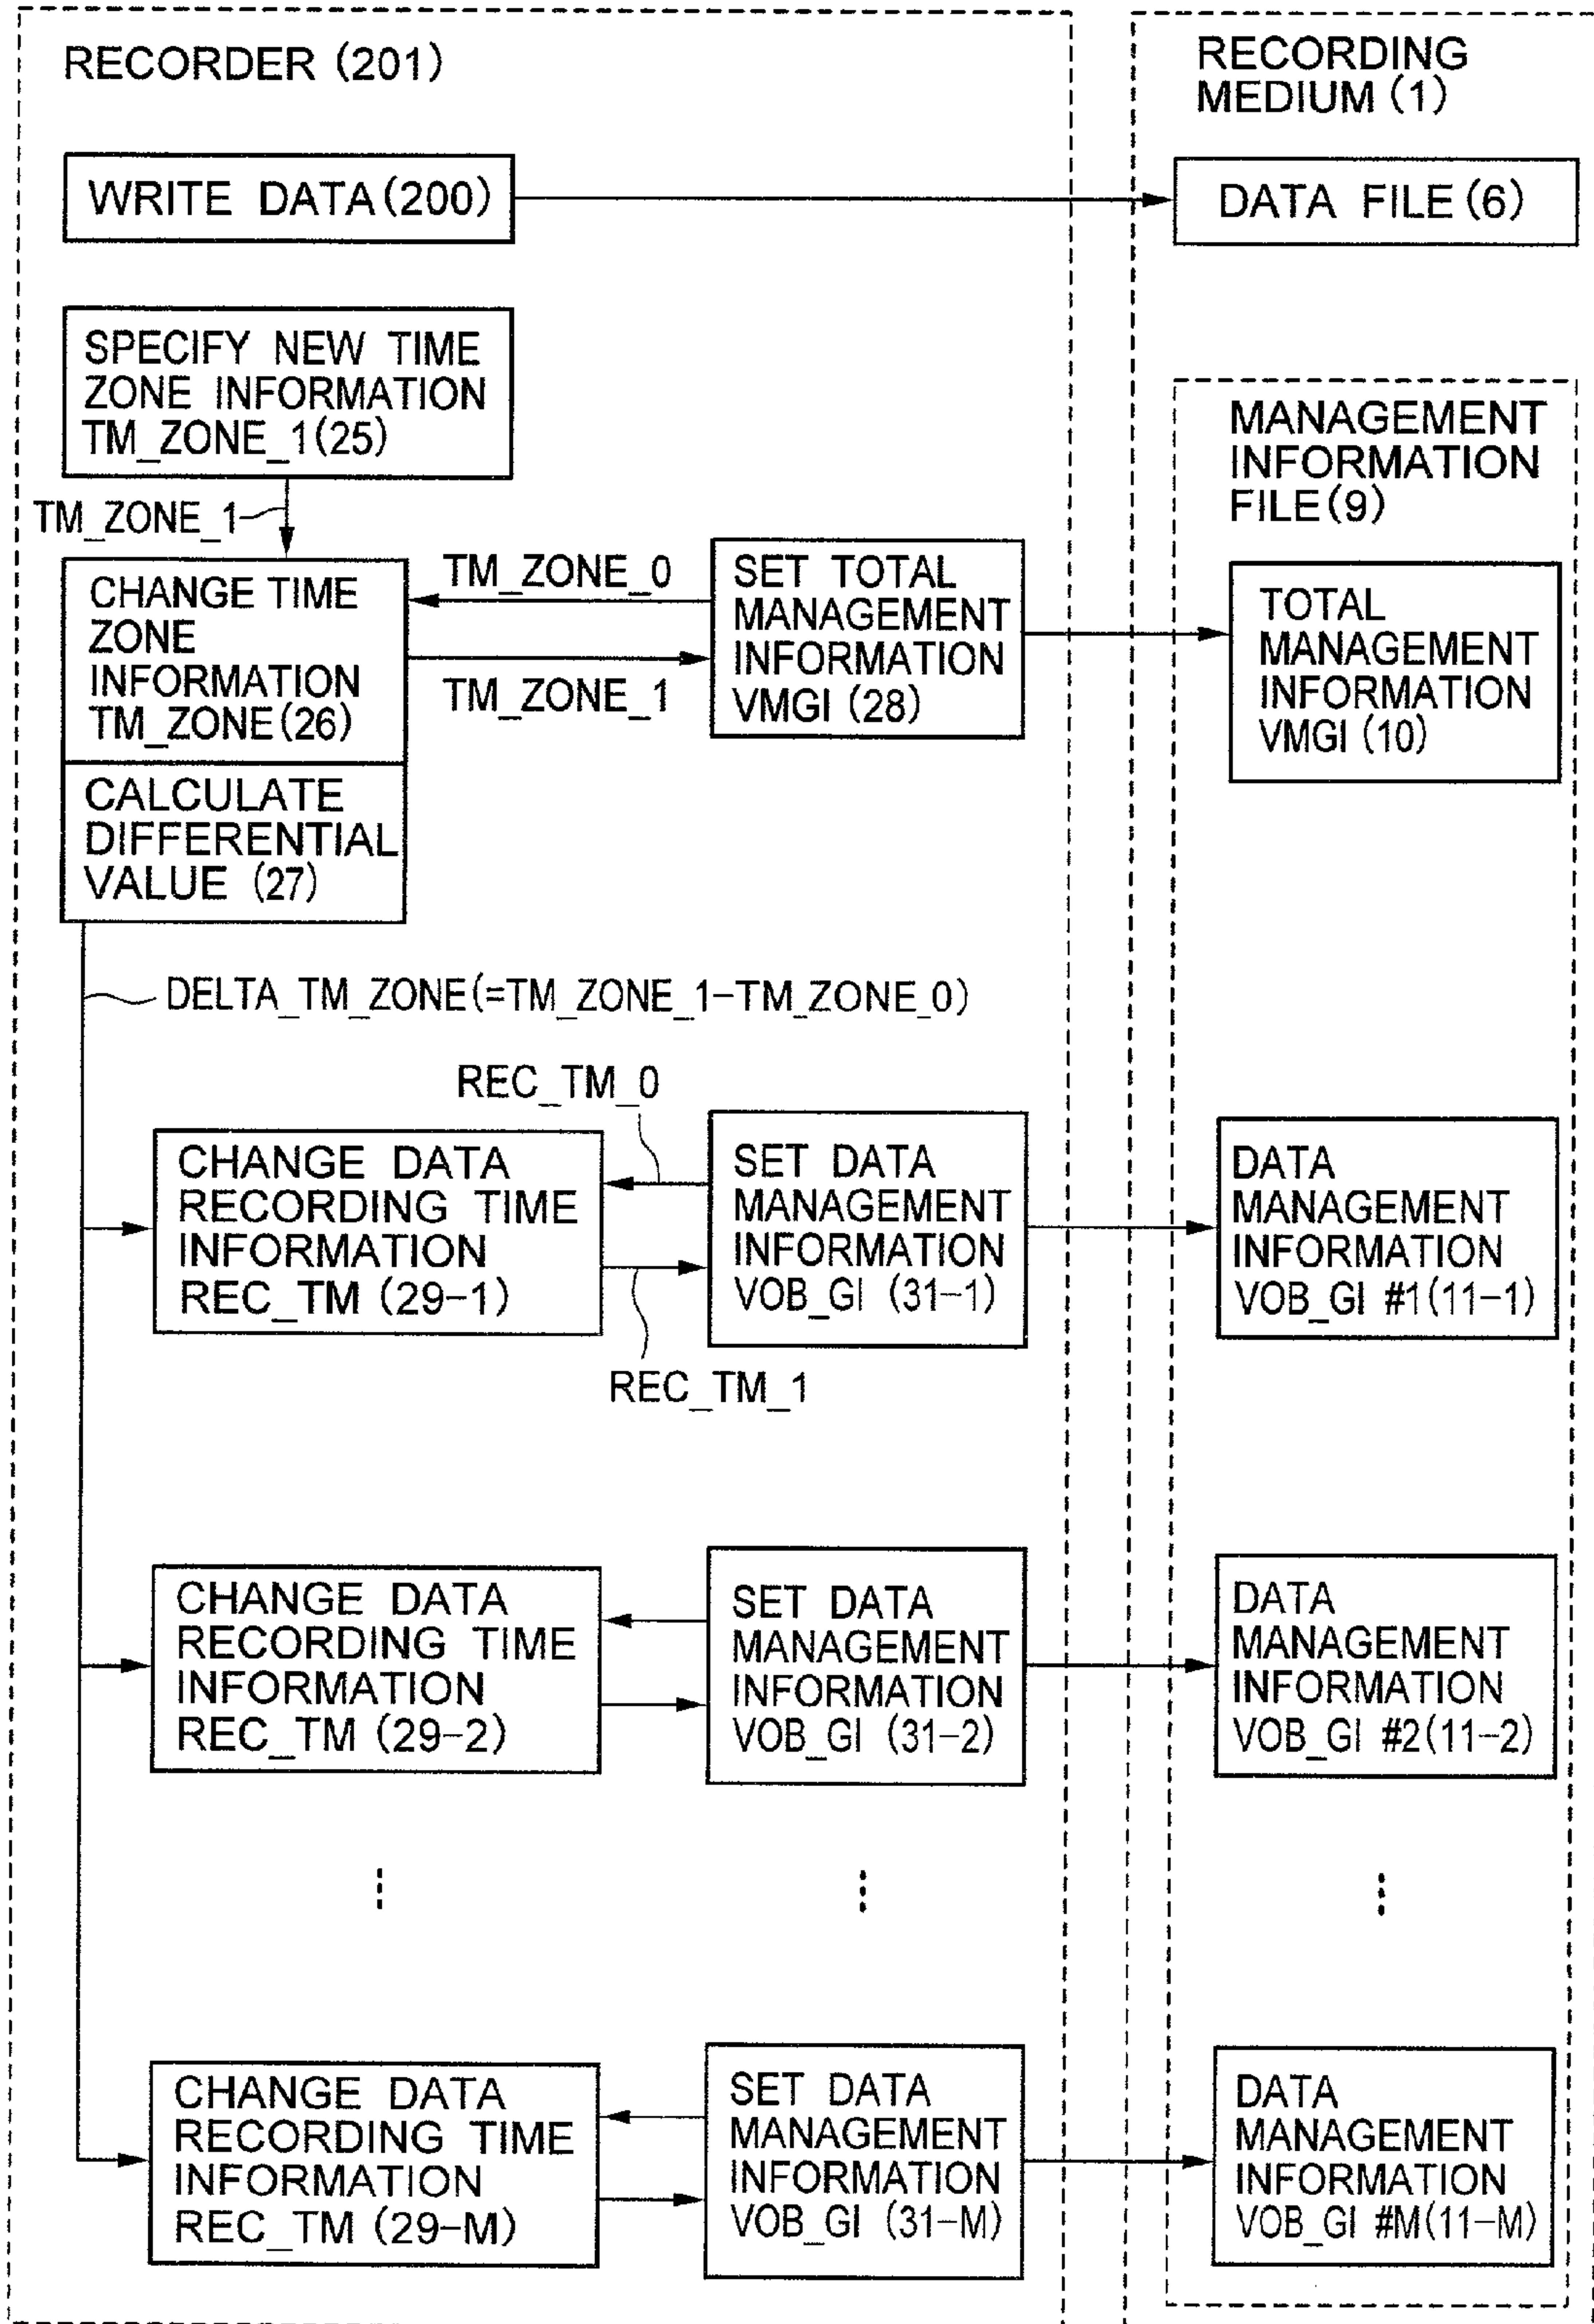 RECORDER (201)
RECORDING
MEDIUM (1)
WRITE DATA (200)
DATA FILE (6)
SPECIFY NEW TIME
ZONE INFORMATION
TM_ZONE_1(25)
MANAGEMENT
INFORMATION
FILE(9)
TM_ZONE_1
CHANGE TIME
ZONE
INFORMATION
TM_ZONE(26)
TM_ZONE_0
TM_ZONE_1
SET TOTAL
MANAGEMENT
INFORMATION
VMGI (28)
TOTAL
MANAGEMENT
INFORMATION
VMGI (10)
CALCULATE
DIFFERENTIAL
VALUE (27)
DELTA_TM_ZONE(=TM_ZONE_1-TM_ZONE_0)
REC_TM_0
CHANGE DATA
RECORDING TIME
INFORMATION
REC_TM (29-1)
SET DATA
MANAGEMENT
INFORMATION
VOB_GI (31-1)
DATA
MANAGEMENT
INFORMATION
VOB_GI #1(11-1)
REC_TM_1
CHANGE DATA
RECORDING TIME
INFORMATION
REC_TM (29-2)
SET DATA
MANAGEMENT
INFORMATION
VOB_GI (31-2)
DATA
MANAGEMENT
INFORMATION
VOB_GI #2(11-2)
CHANGE DATA
RECORDING TIME
INFORMATION
REC_TM (29-M)
SET DATA
MANAGEMENT
INFORMATION
VOB_GI (31-M)
DATA
MANAGEMENT
INFORMATION
VOB_GI #M(11-M)